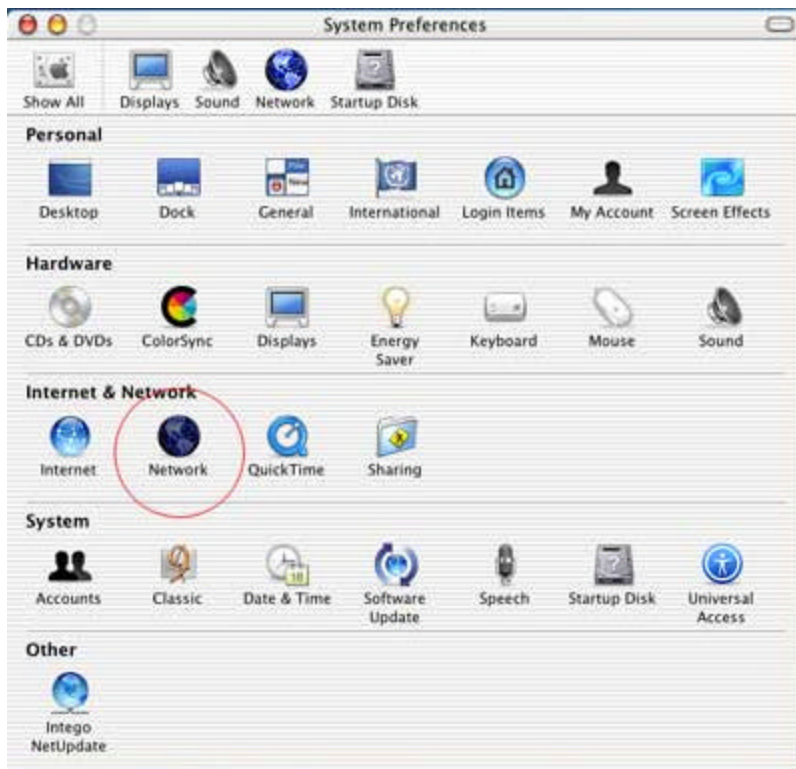 System Preferences
Show All Displays Sound Network Startup Disk
Personal
Desktop Dock General International Login Items My Account Screen Effects
Hardware
CDs & DVDs ColorSync Displays Energy Saver Keyboard Mouse Sound
Internet & Network
Internet Network QuickTime Sharing
System
Accounts Classic Date & Time Software Update Speech Startup Disk Universal Access
18
Other
Intego NetUpdate